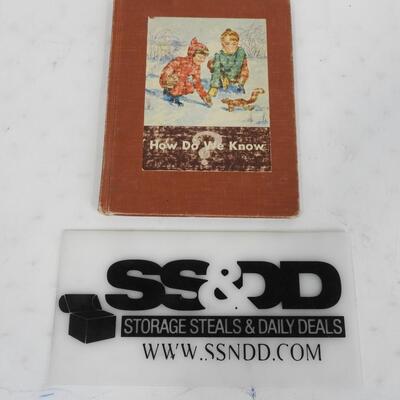 ?
How Do We Know
SS&DD
STORAGE STEALS & DAILY DEALS
WWW.SSNDD.COM